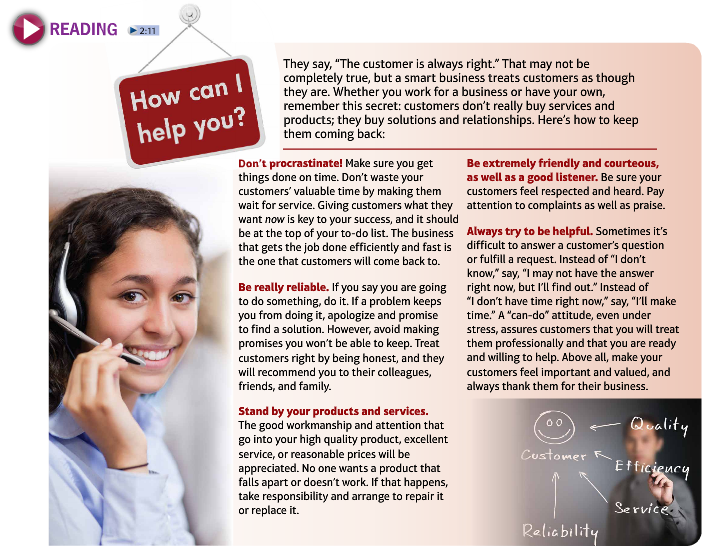 READING
2:11
How can I
help you?
They say, “The customer is always right.” That may not be
completely true, but a smart business treats customers as though
they are. Whether you work for a business or have your own,
remember this secret: customers don’t really buy services and
products; they buy solutions and relationships. Here’s how to keep
them coming back:
Don’t procrastinate! Make sure you get
things done on time. Don’t waste your
customers’ valuable time by making them
wait for service. Giving customers what they
want now is key to your success, and it should
be at the top of your to-do list. The business
that gets the job done efficiently and fast is
the one that customers will come back to.
Be really reliable. If you say you are going
to do something, do it. If a problem keeps
you from doing it, apologize and promise
to find a solution. However, avoid making
promises you won’t be able to keep. Treat
customers right by being honest, and they
will recommend you to their colleagues,
friends, and family.
Stand by your products and services.
The good workmanship and attention that
go into your high quality product, excellent
service, or reasonable prices will be
appreciated. No one wants a product that
falls apart or doesn’t work. If that happens,
take responsibility and arrange to repair it
or replace it.
Be extremely friendly and courteous,
as well as a good listener. Be sure your
customers feel respected and heard. Pay
attention to complaints as well as praise.
Always try to be helpful. Sometimes it’s
difficult to answer a customer’s question
or fulfill a request. Instead of “I don’t
know,” say, “I may not have the answer
right now, but I’ll find out.” Instead of
“I don’t have time right now,” say, “I’ll make
time.” A “can-do” attitude, even under
stress, assures customers that you will treat
them professionally and that you are ready
and willing to help. Above all, make your
customers feel important and valued, and
always thank them for their business.
Quality
Customer
Efficiency
Service
Reliability